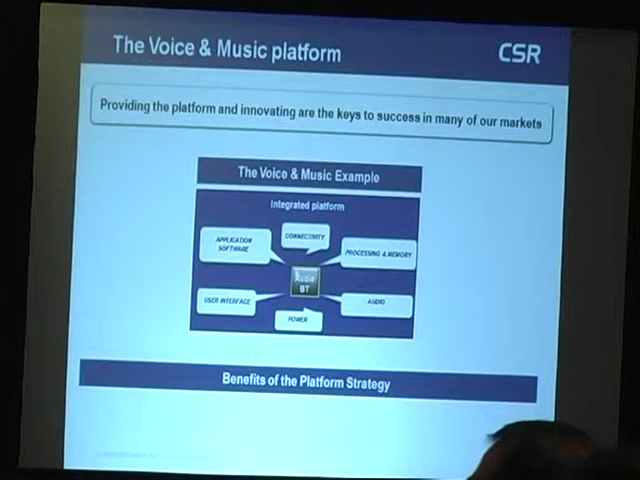 The Voice & Music platform
CSR
Providing the platform and innovating are the keys to success in many of our markets
The Voice & Music Example
Integrated platform
CONNECTIVITY
APPLICATION
SOFTWARE
PROCESSING & MEMORY
Audio
BT
USER INTERFACE
AUDIO
POWER
Benefits of the Platform Strategy